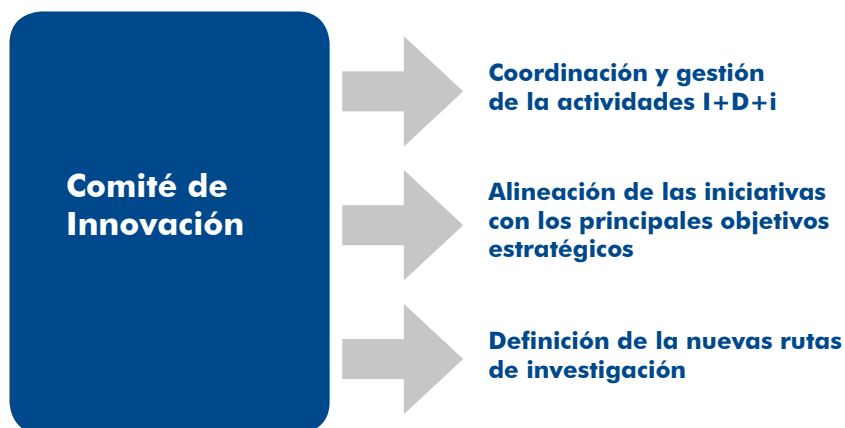 Comité de
Innovación
Coordinación y gestión
de la actividades I+D+i
Alineación de las iniciativas
con los principales objetivos
estratégicos
Definición de la nuevas rutas
de investigación